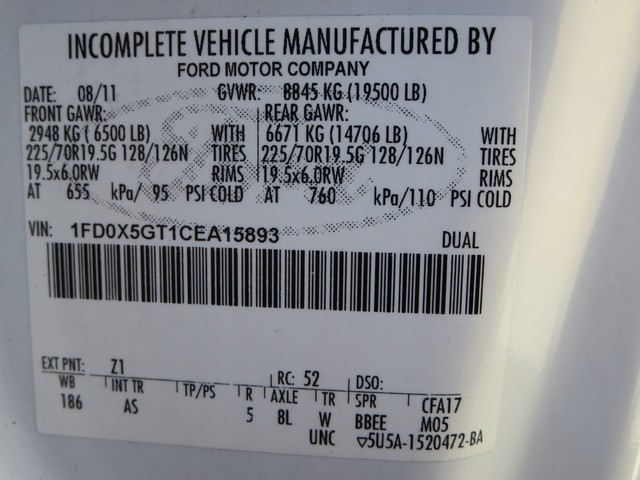 INCOMPLETE VEHICLE MANUFACTURED BY
FORD MOTOR COMPANY
DATE: 08/11 GVWR: 8845 KG (19500 LB)
FRONT GAWR: REAR GAWR:
2948 KG ( 6500 LB) WITH 6671 KG (14706 LB) WITH
225/70R19.5G 128/126N TIRES 225/70R19.5G 128/126N TIRES
19.5x6.0RW RIMS 19.5x6.0RW RIMS
AT 655 kPa/ 95 PSI COLD AT 760 kPa/110 PSI COLD
VIN: 1FD0X5GT1CEA15893 DUAL
EXT PNT: Z1 RC: 52 DSO:
WB INT TR TP/PS R AXLE TR SPR CFA17
186 AS 5 8L W BBEE M05
UNC ▽5U5A-1520472-BA